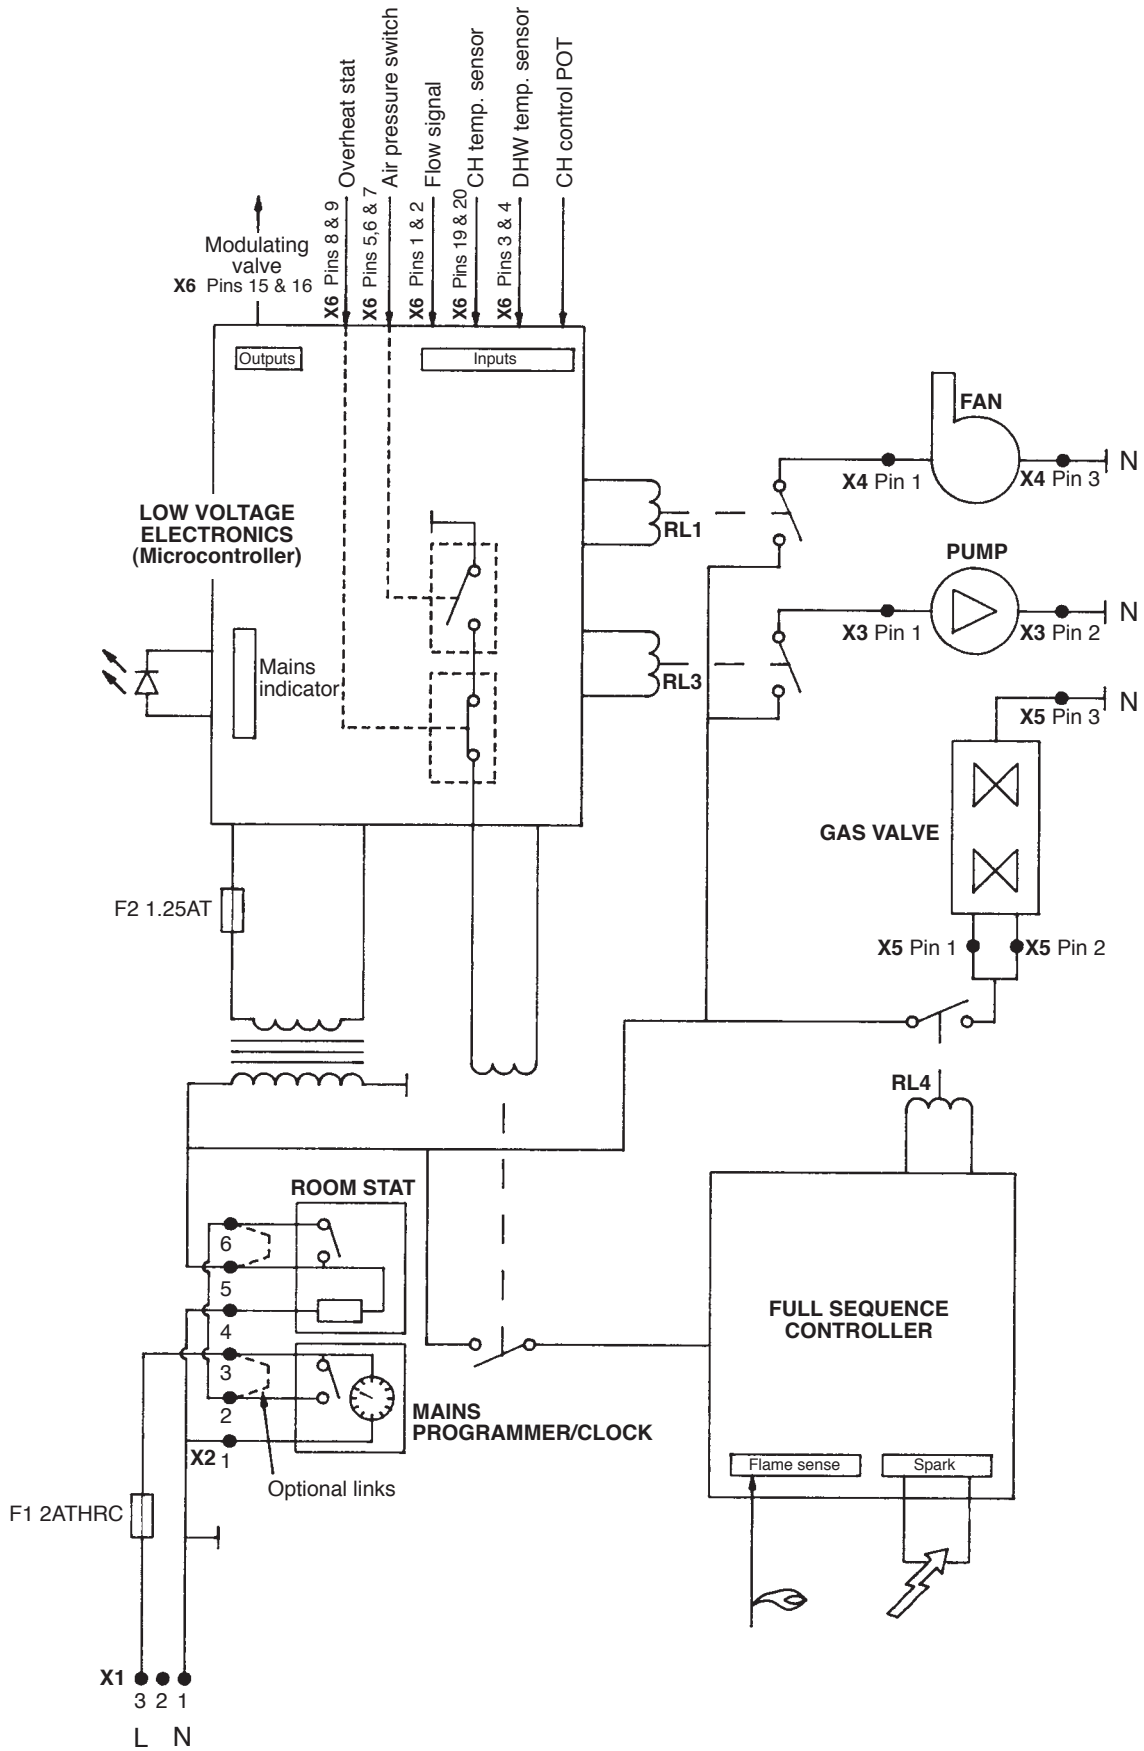 Overheat stat
Air pressure switch
Flow signal
CH temp. sensor
DHW temp. sensor
CH control POT
X6 Pins 8 & 9
X6 Pins 5,6 & 7
X6 Pins 1 & 2
X6 Pins 19 & 20
X6 Pins 3 & 4
Modulating
valve
X6 Pins 15 & 16
Outputs
Inputs
FAN
X4 Pin 1
X4 Pin 3
N
LOW VOLTAGE
ELECTRONICS
(Microcontroller)
RL1
PUMP
X3 Pin 1
X3 Pin 2
N
Mains
indicator
RL3
X5 Pin 3
N
GAS VALVE
F2 1.25AT
X5 Pin 1
X5 Pin 2
RL4
ROOM STAT
6
5
4
3
2
X2 1
FULL SEQUENCE
CONTROLLER
MAINS
PROGRAMMER/CLOCK
Optional links
Flame sense
Spark
F1 2ATHRC
X1
3 2 1
L N